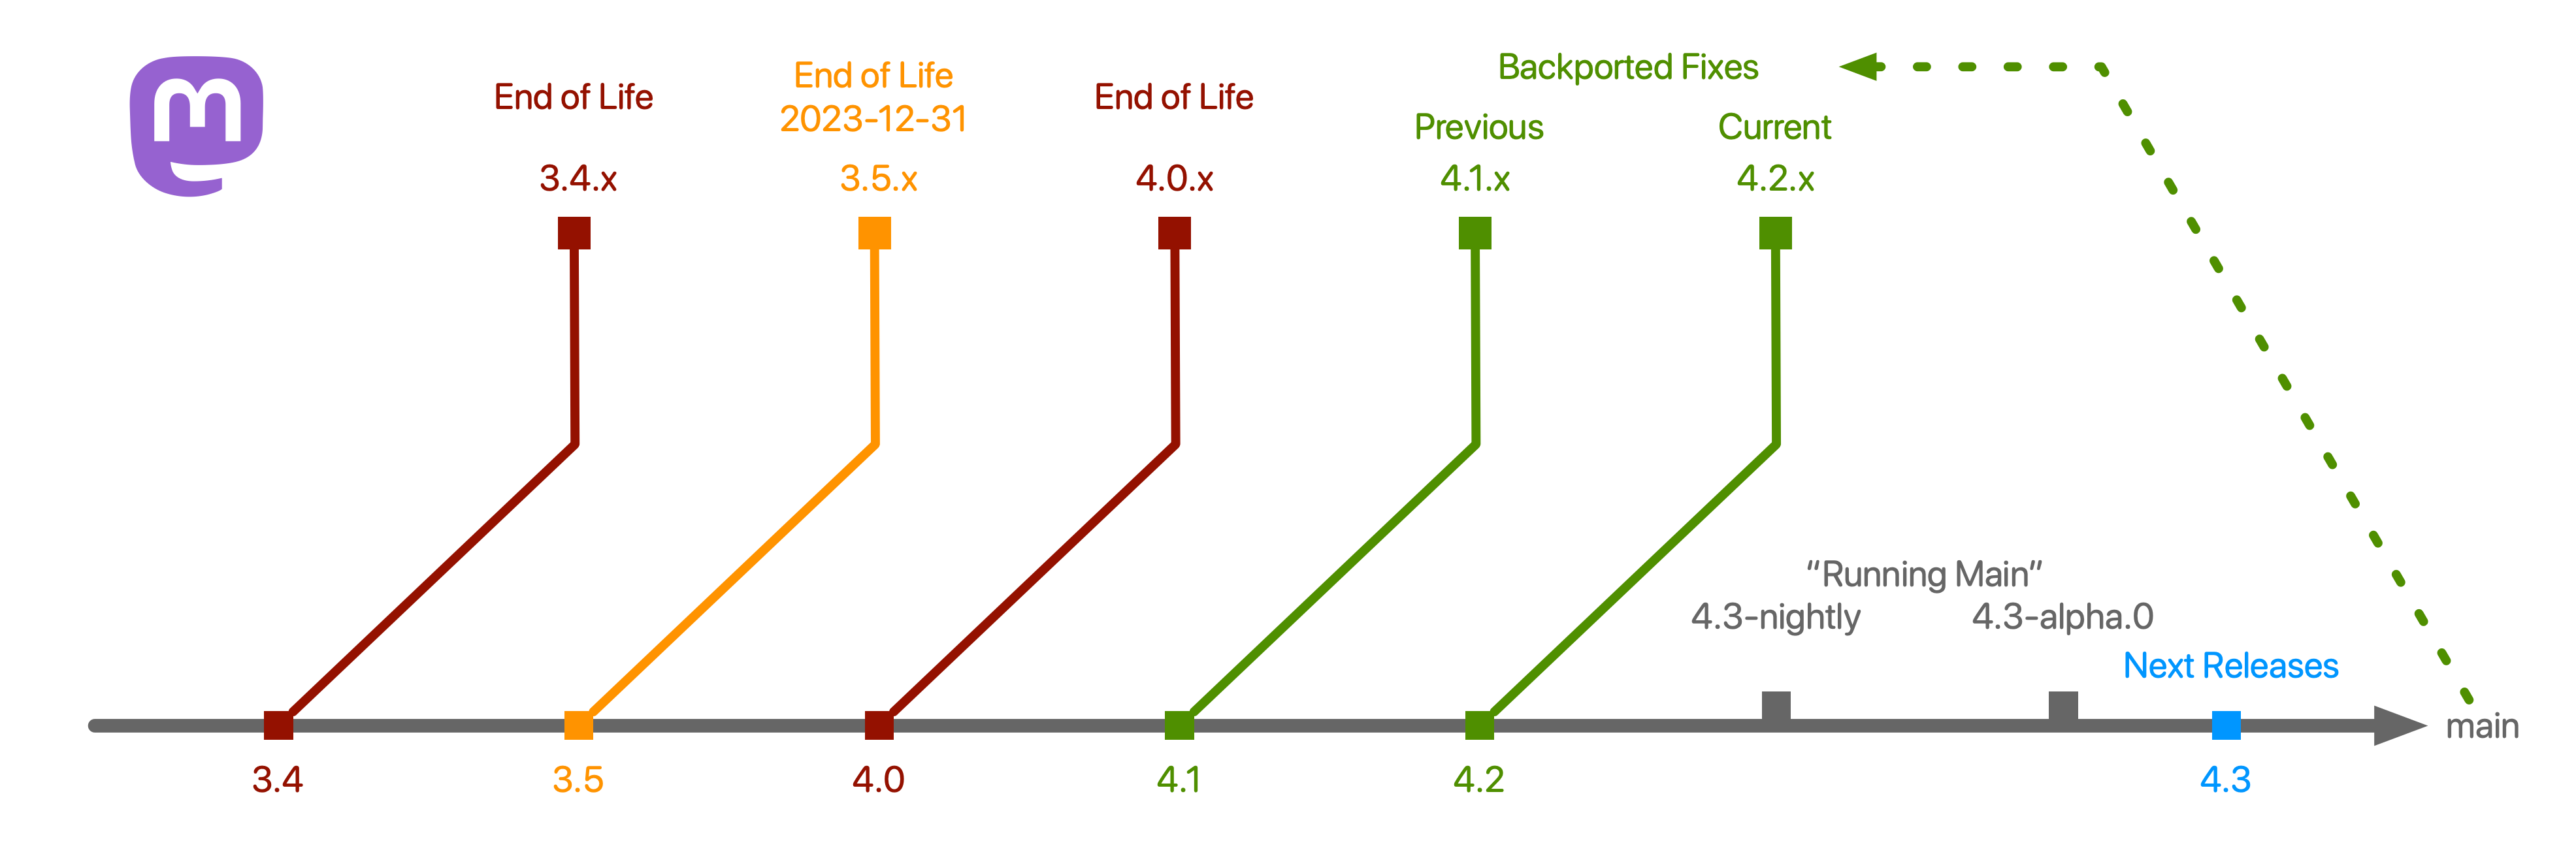 End of Life
3.4.x
End of Life
2023-12-31
3.5.x
End of Life
4.0.x
Backported Fixes
Previous
4.1.x
Current
4.2.x
“Running Main”
4.3-nightly
4.3-alpha.0
Next Releases
main
3.4
3.5
4.0
4.1
4.2
4.3